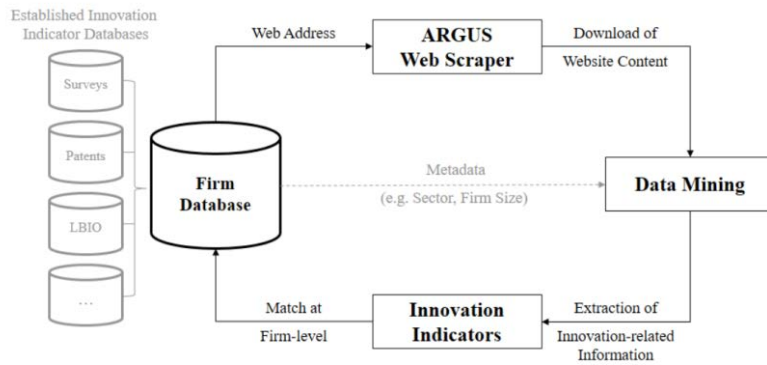 Established Innovation
Indicator Databases
Surveys
Patents
LBIO
...
Firm
Database
Web Address
ARGUS
Web Scraper
Download of
Website Content
Metadata
(e.g. Sector, Firm Size)
Data Mining
Match at
Firm-level
Innovation
Indicators
Extraction of
Innovation-related
Information